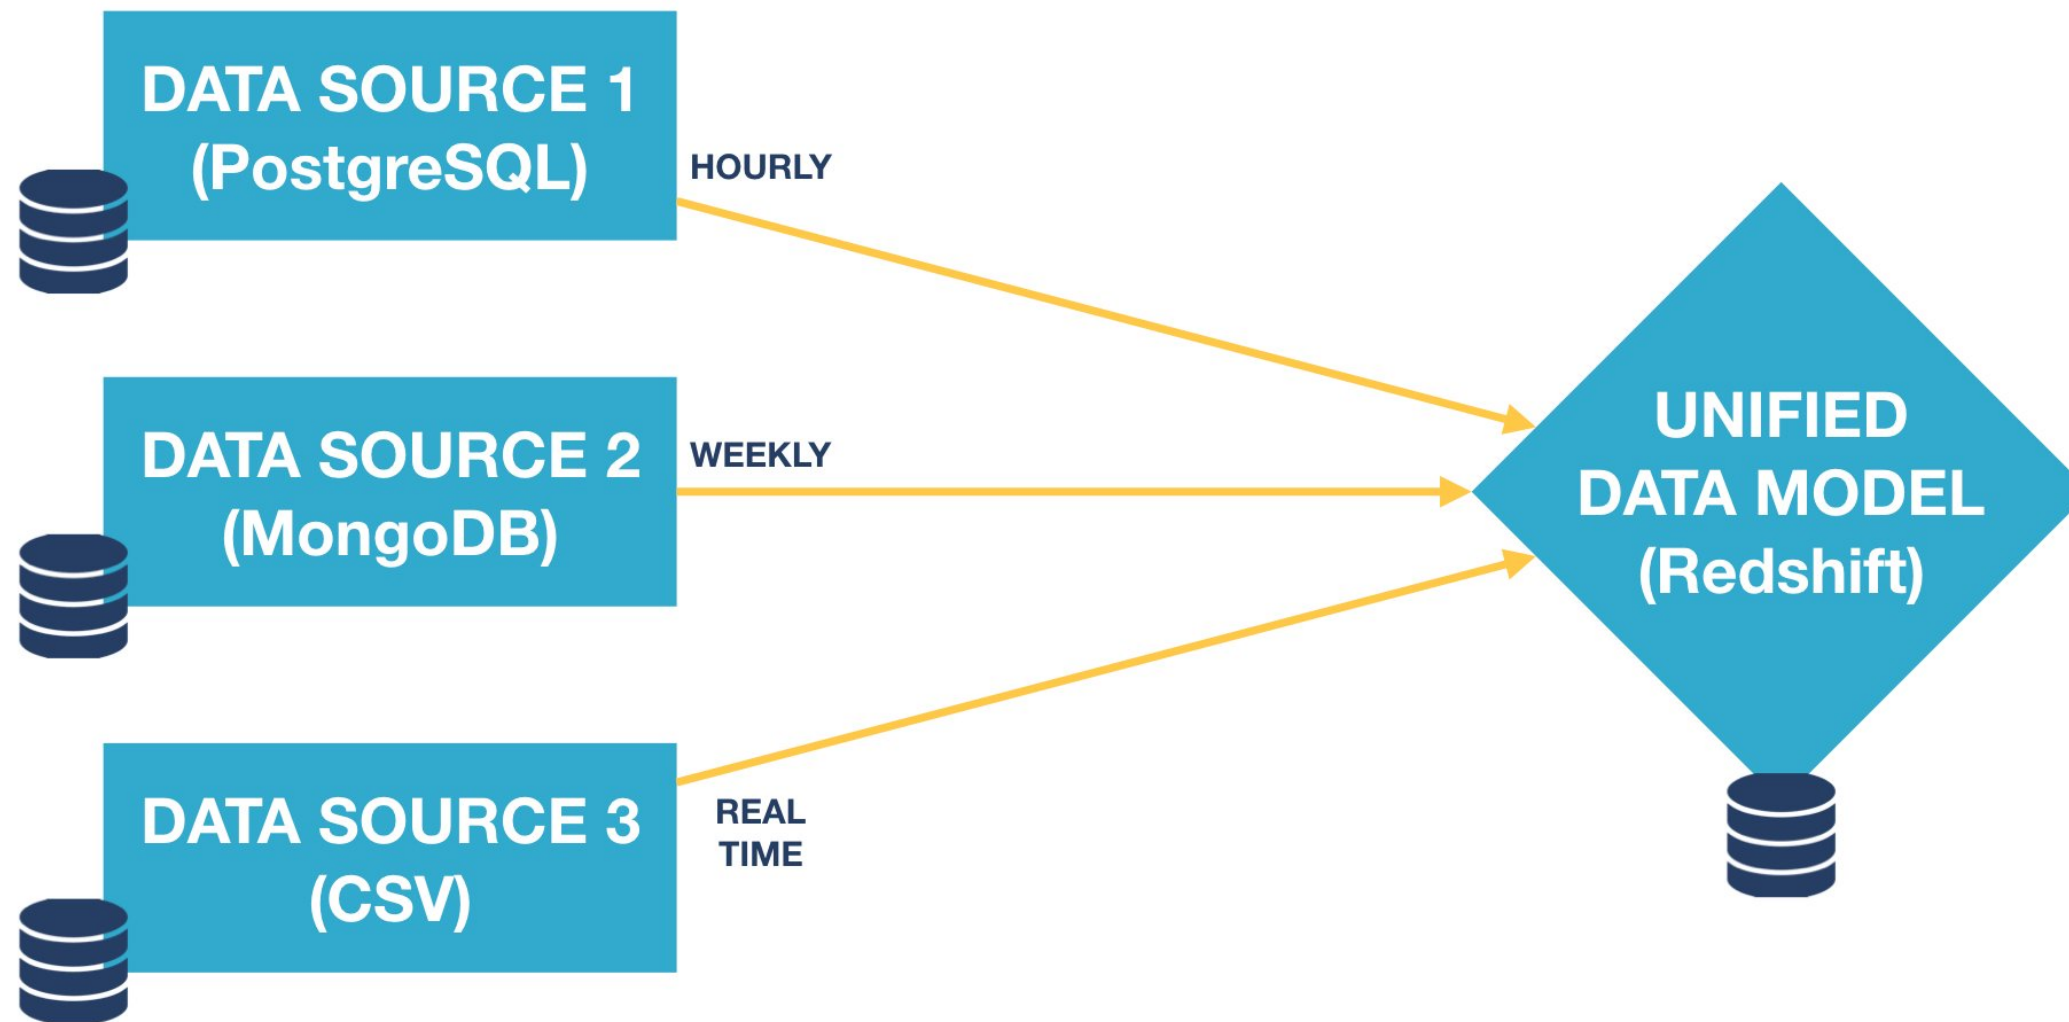 DATA SOURCE 1
(PostgreSQL)
HOURLY
DATA SOURCE 2
(MongoDB)
WEEKLY
DATA SOURCE 3
(CSV)
REAL
TIME
UNIFIED
DATA MODEL
(Redshift)